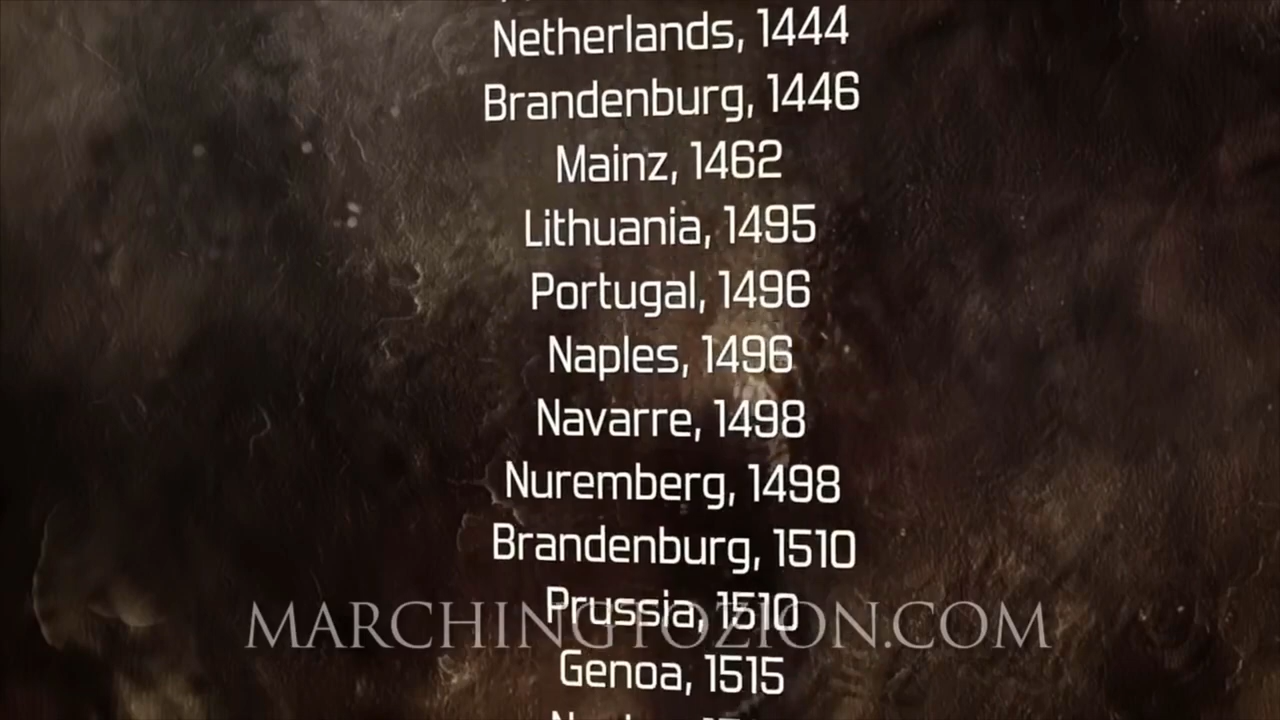 Netherlands, 1444
Brandenburg, 1446
Mainz, 1462
Lithuania, 1495
Portugal, 1496
Naples, 1496
Navarre, 1498
Nuremberg, 1498
Brandenburg, 1510
Prussia, 1510
MARCHINGTOZION.COM
Genoa, 1515